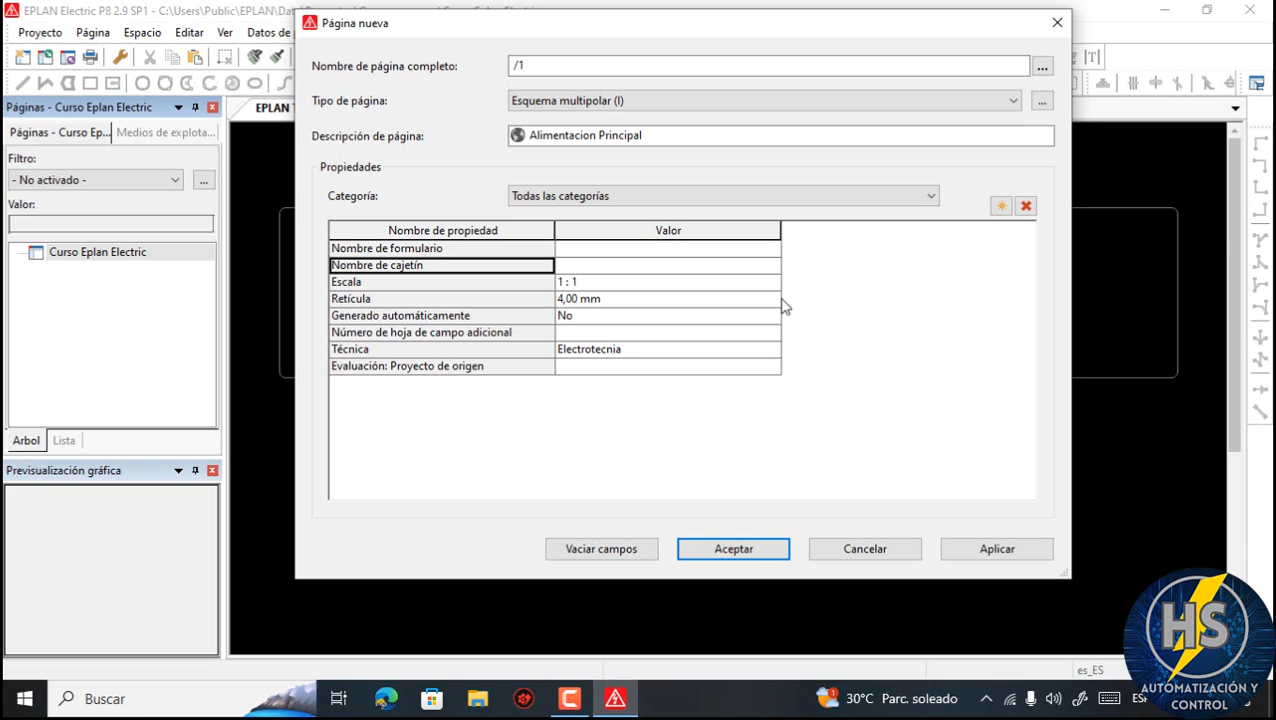 EPLAN Electric P8 2.9 SP1 - C:\Users\Public\EPLAN\Da
Página nueva
Proyecto Página Espacio Editar Ver Datos de
Nombre de página completo: /1 ...
Tipo de página: Esquema multipolar (I) ...
Descripción de página: Alimentacion Principal
Páginas - Curso Eplan Electric
EPLAN
Páginas - Curso Ep... Medios de explota...
Filtro:
- No activado - ...
Valor:
Curso Eplan Electric
Propiedades
Categoría: Todas las categorías
Nombre de propiedad Valor
Nombre de formulario
Nombre de cajetín
Escala 1 : 1
Retícula 4,00 mm
Generado automáticamente No
Número de hoja de campo adicional
Técnica Electrotecnia
Evaluación: Proyecto de origen
Arbol Lista
Previsualización gráfica
Vaciar campos Aceptar Cancelar Aplicar
es_ES
HS
AUTOMATIZACIÓN Y
CONTROL
Buscar
30°C Parc. soleado